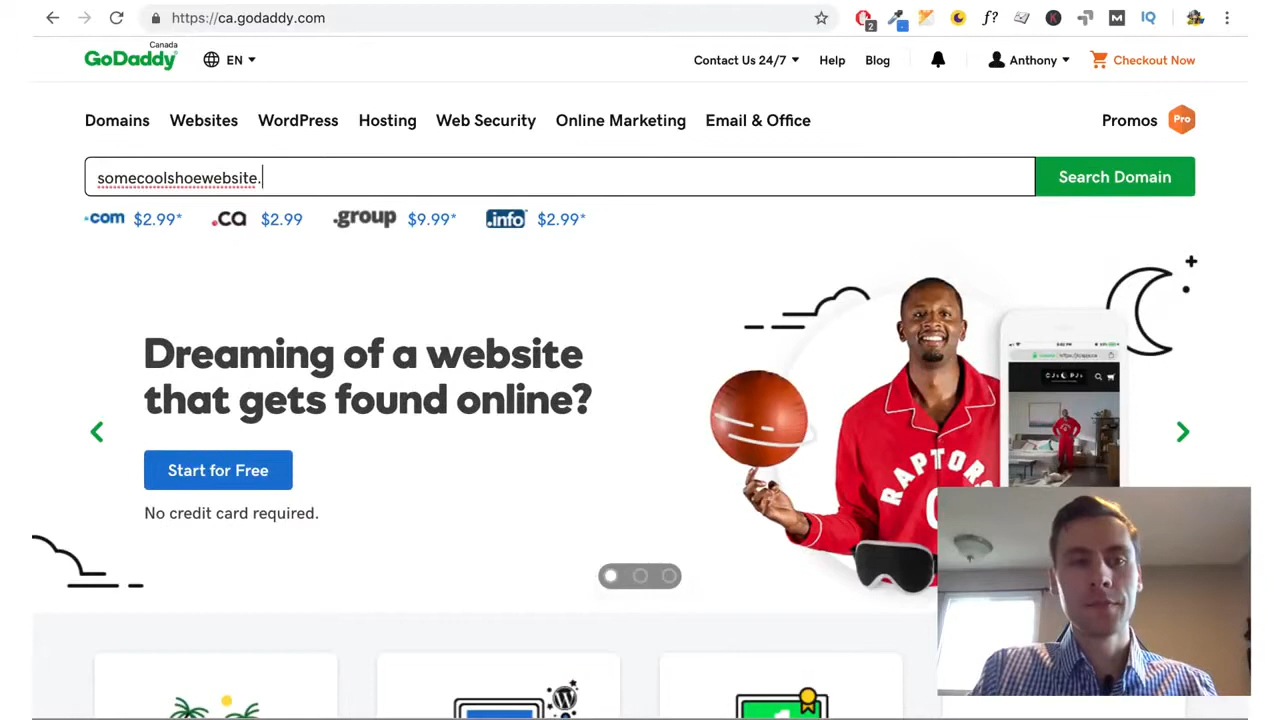 https://ca.godaddy.com
2
Canada
GoDaddy
EN
Contact Us 24/7
Help
Blog
Anthony
Checkout Now
Domains
Websites
WordPress
Hosting
Web Security
Online Marketing
Email & Office
Promos
Pro
somecoolshoewebsite.
Search Domain
.com $2.99*
.ca $2.99
.group $9.99*
.info $2.99*
Dreaming of a website
that gets found online?
Start for Free
No credit card required.
RAPTORS
CJs PJs